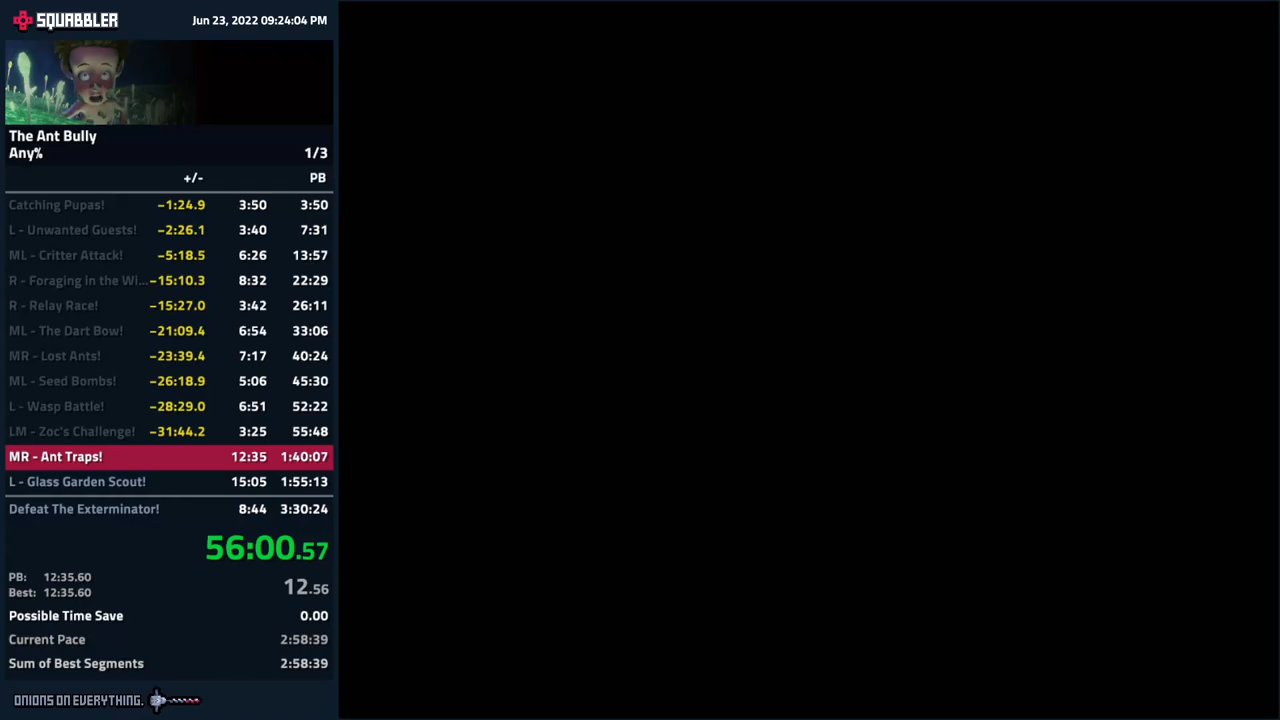 SQUABBLER
Jun 23, 2022 09:24:04 PM
The Ant Bully
Any% 1/3
+/- PB
Catching Pupas! −1:24.9 3:50 3:50
L - Unwanted Guests! −2:26.1 3:40 7:31
ML - Critter Attack! −5:18.5 6:26 13:57
R - Foraging in the Wi... −15:10.3 8:32 22:29
R - Relay Race! −15:27.0 3:42 26:11
ML - The Dart Bow! −21:09.4 6:54 33:06
MR - Lost Ants! −23:39.4 7:17 40:24
ML - Seed Bombs! −26:18.9 5:06 45:30
L - Wasp Battle! −28:29.0 6:51 52:22
LM - Zoc's Challenge! −31:44.2 3:25 55:48
MR - Ant Traps! 12:35 1:40:07
L - Glass Garden Scout! 15:05 1:55:13
Defeat The Exterminator! 8:44 3:30:24
56:00.57
PB: 12:35.60
Best: 12:35.60
12.56
Possible Time Save 0.00
Current Pace 2:58:39
Sum of Best Segments 2:58:39
ONIONS ON EVERYTHING.